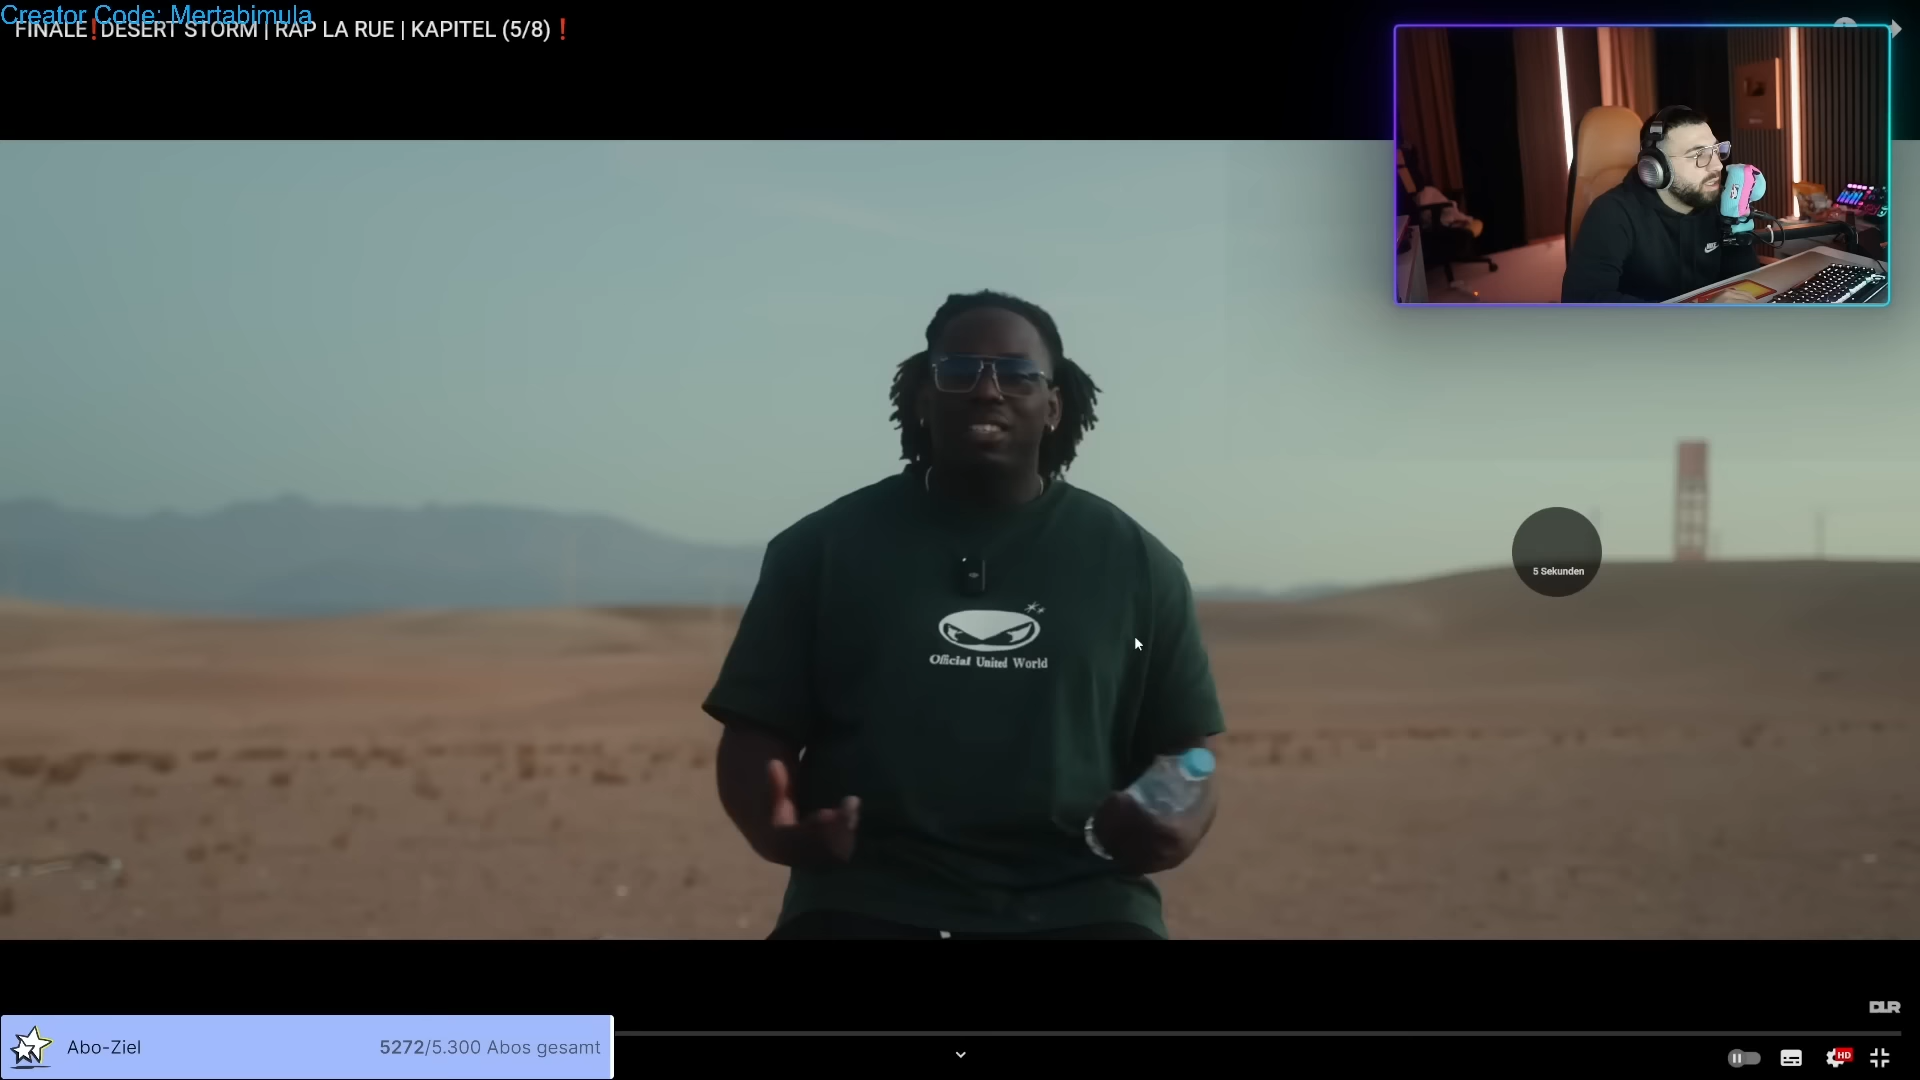 Creator Code: Mertabimula
FINALE❗DESERT STORM | RAP LA RUE | KAPITEL (5/8) ❗
5 Sekunden
Official United World
DLR
Abo-Ziel
5272/5.300 Abos gesamt
HD